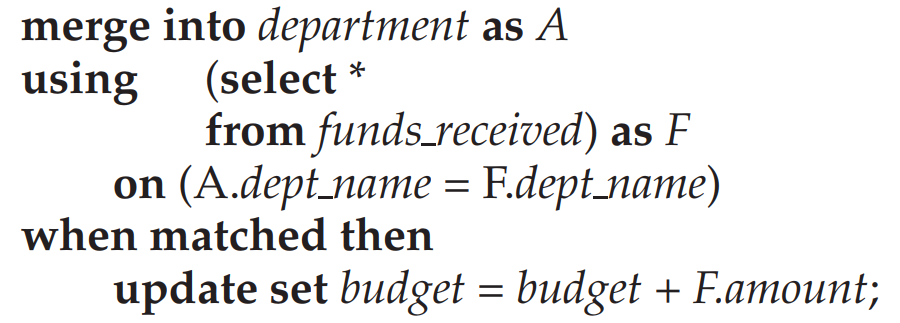 merge into department as A
using (select *
from funds_received) as F
on (A.dept_name = F.dept_name)
when matched then
update set budget = budget + F.amount;